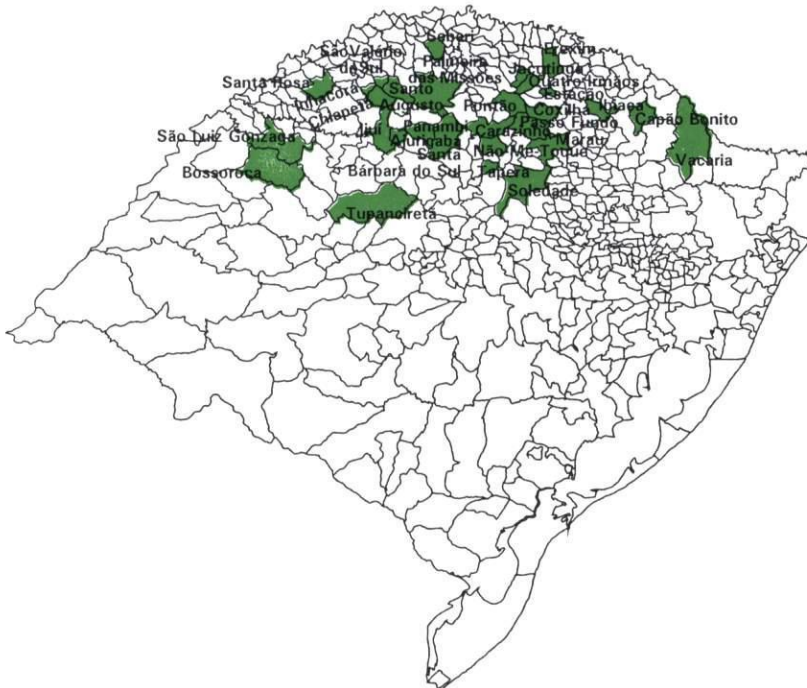 Seberi
Erexim
São Valério
do Sul
Palmeira
das Missões
Jacutinga
Quatro Irmãos
Santa Rosa
Santo
Augusto
Estação
Inhacorá
Chiapeta
Pontão
Coxilha
Capão Bonito
São Luiz Gonzaga
Ijuí
Panambi
Carazinho
Passo Fundo
Marau
Ajuricaba
Não-Me-Toque
Vacaria
Bossoroca
Santa
Bárbara do Sul
Tapera
Soledade
Tupanciretã